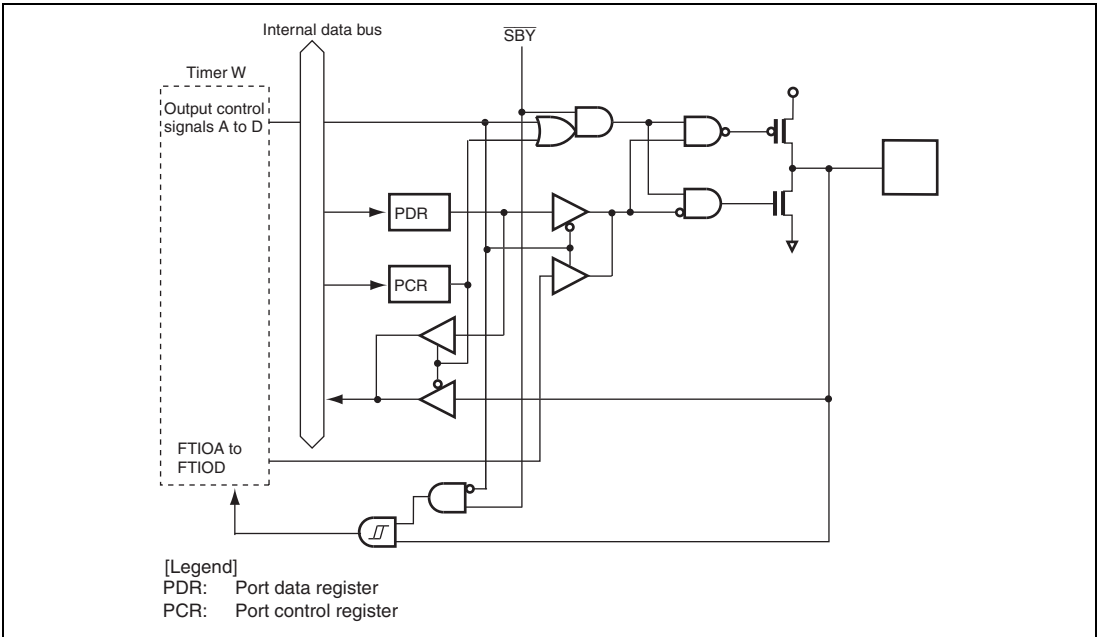 Internal data bus
SBY
Timer W
Output control
signals A to D
PDR
PCR
FTIOA to
FTIOD
[Legend]
PDR: Port data register
PCR: Port control register